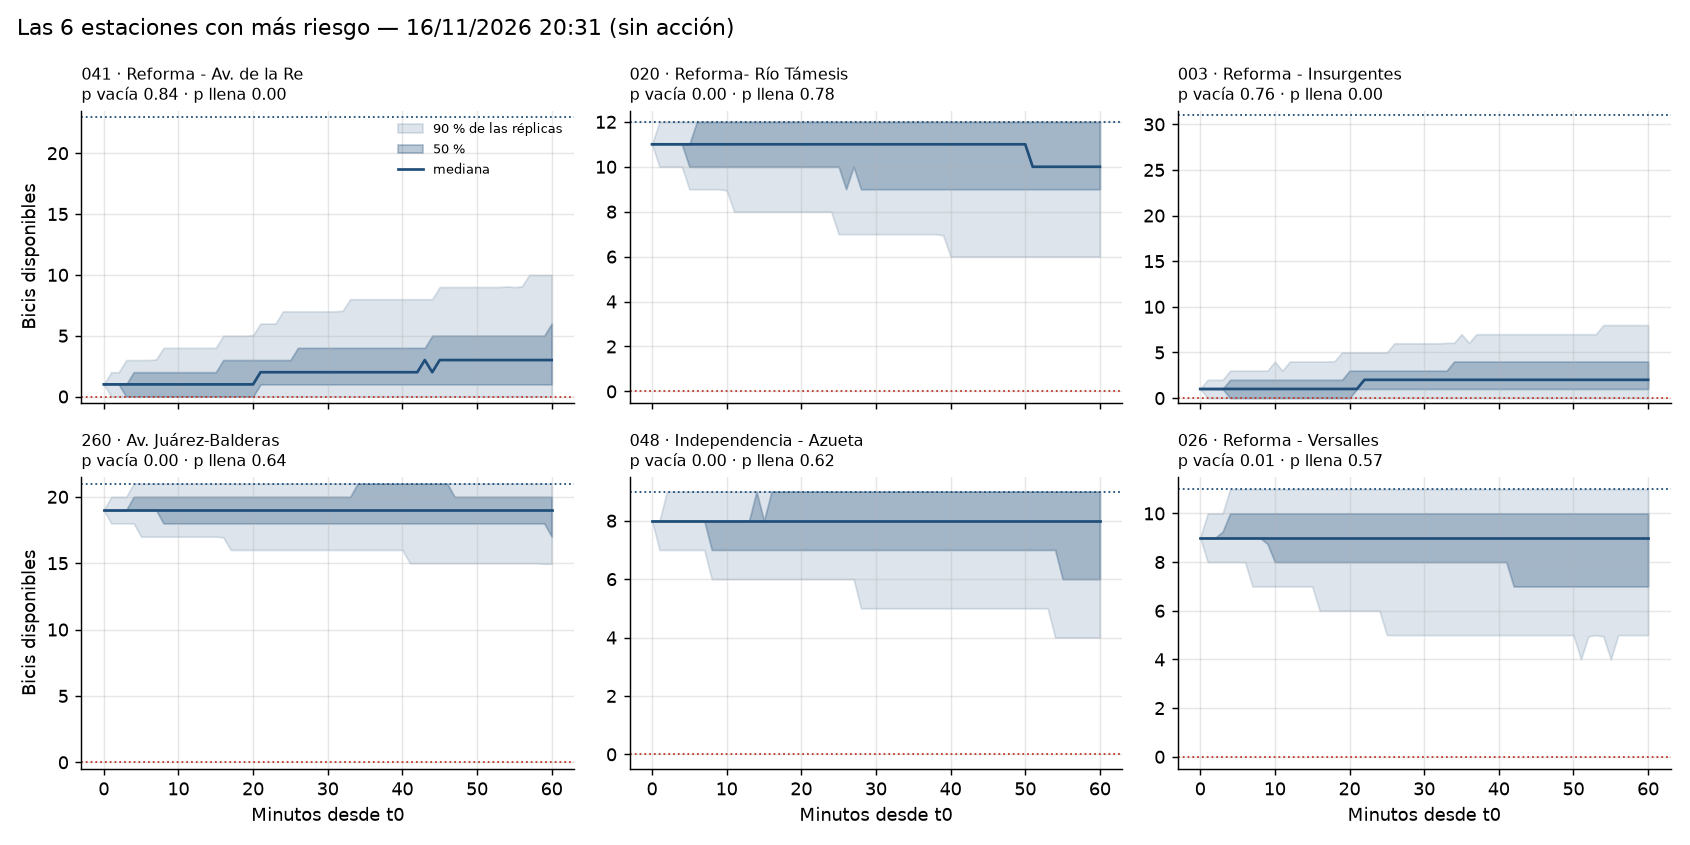 Las 6 estaciones con más riesgo — 16/11/2026 20:31 (sin acción)
041 · Reforma - Av. de la Re
p vacía 0.84 · p llena 0.00
90 % de las réplicas
50 %
mediana
20
15
10
5
0
Bicis disponibles
020 · Reforma- Río Támesis
p vacía 0.00 · p llena 0.78
12
10
8
6
4
2
0
003 · Reforma - Insurgentes
p vacía 0.76 · p llena 0.00
30
25
20
15
10
5
0
260 · Av. Juárez-Balderas
p vacía 0.00 · p llena 0.64
20
15
10
5
0
Bicis disponibles
0 10 20 30 40 50 60
Minutos desde t0
048 · Independencia - Azueta
p vacía 0.00 · p llena 0.62
8
6
4
2
0
0 10 20 30 40 50 60
Minutos desde t0
026 · Reforma - Versalles
p vacía 0.01 · p llena 0.57
10
8
6
4
2
0
0 10 20 30 40 50 60
Minutos desde t0